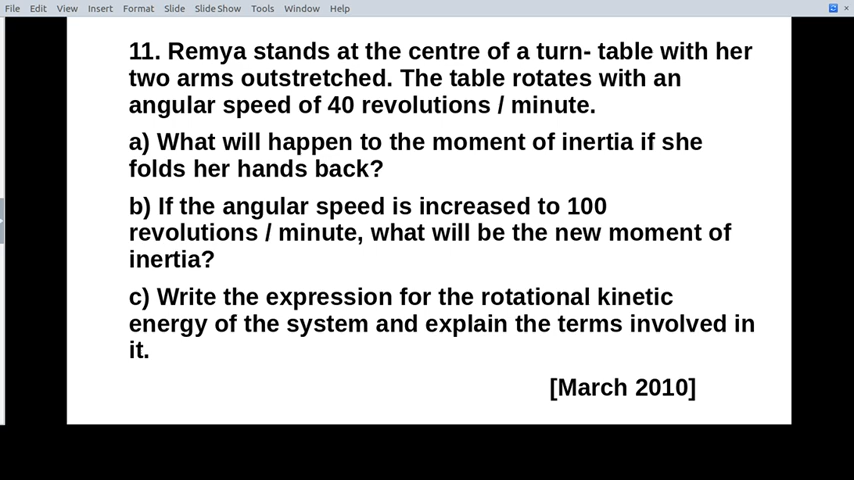 File Edit View Insert Format Slide Slide Show Tools Window Help
11. Remya stands at the centre of a turn- table with her
two arms outstretched. The table rotates with an
angular speed of 40 revolutions / minute.
a) What will happen to the moment of inertia if she
folds her hands back?
b) If the angular speed is increased to 100
revolutions / minute, what will be the new moment of
inertia?
c) Write the expression for the rotational kinetic
energy of the system and explain the terms involved in
it.
[March 2010]